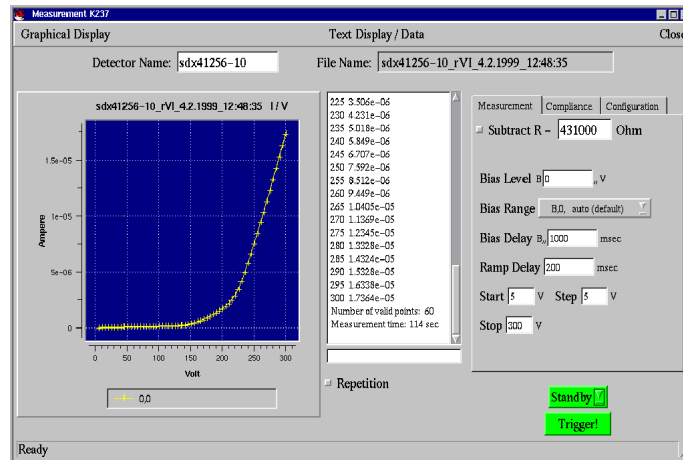 Measurement K237
Graphical Display
Text Display / Data
Close
Detector Name: sdx41256-10
File Name: sdx41256-10_rVI_4.2.1999_12:48:35
sdx41256-10_rVI_4.2.1999_12:48:35 I / V
Ampere
1.5e-05
1e-05
5e-06
0
0 50 100 150 200 250 300
Volt
0,0
225 3.506e-06
230 4.231e-06
235 5.018e-06
240 5.849e-06
245 6.707e-06
250 7.592e-06
255 8.512e-06
260 9.449e-06
265 1.0405e-05
270 1.1369e-05
275 1.2345e-05
280 1.3328e-05
285 1.4324e-05
290 1.5328e-05
295 1.6338e-05
300 1.7364e-05
Number of valid points: 60
Measurement time: 114 sec
Repetition
Measurement Compliance Configuration
Subtract R - 431000 Ohm
Bias Level B 0 ,, V
Bias Range B,0, auto (default)
Bias Delay B,, 1000 msec
Ramp Delay 200 msec
Start 5 V Step 5 V
Stop 300 V
Standby
Trigger!
Ready